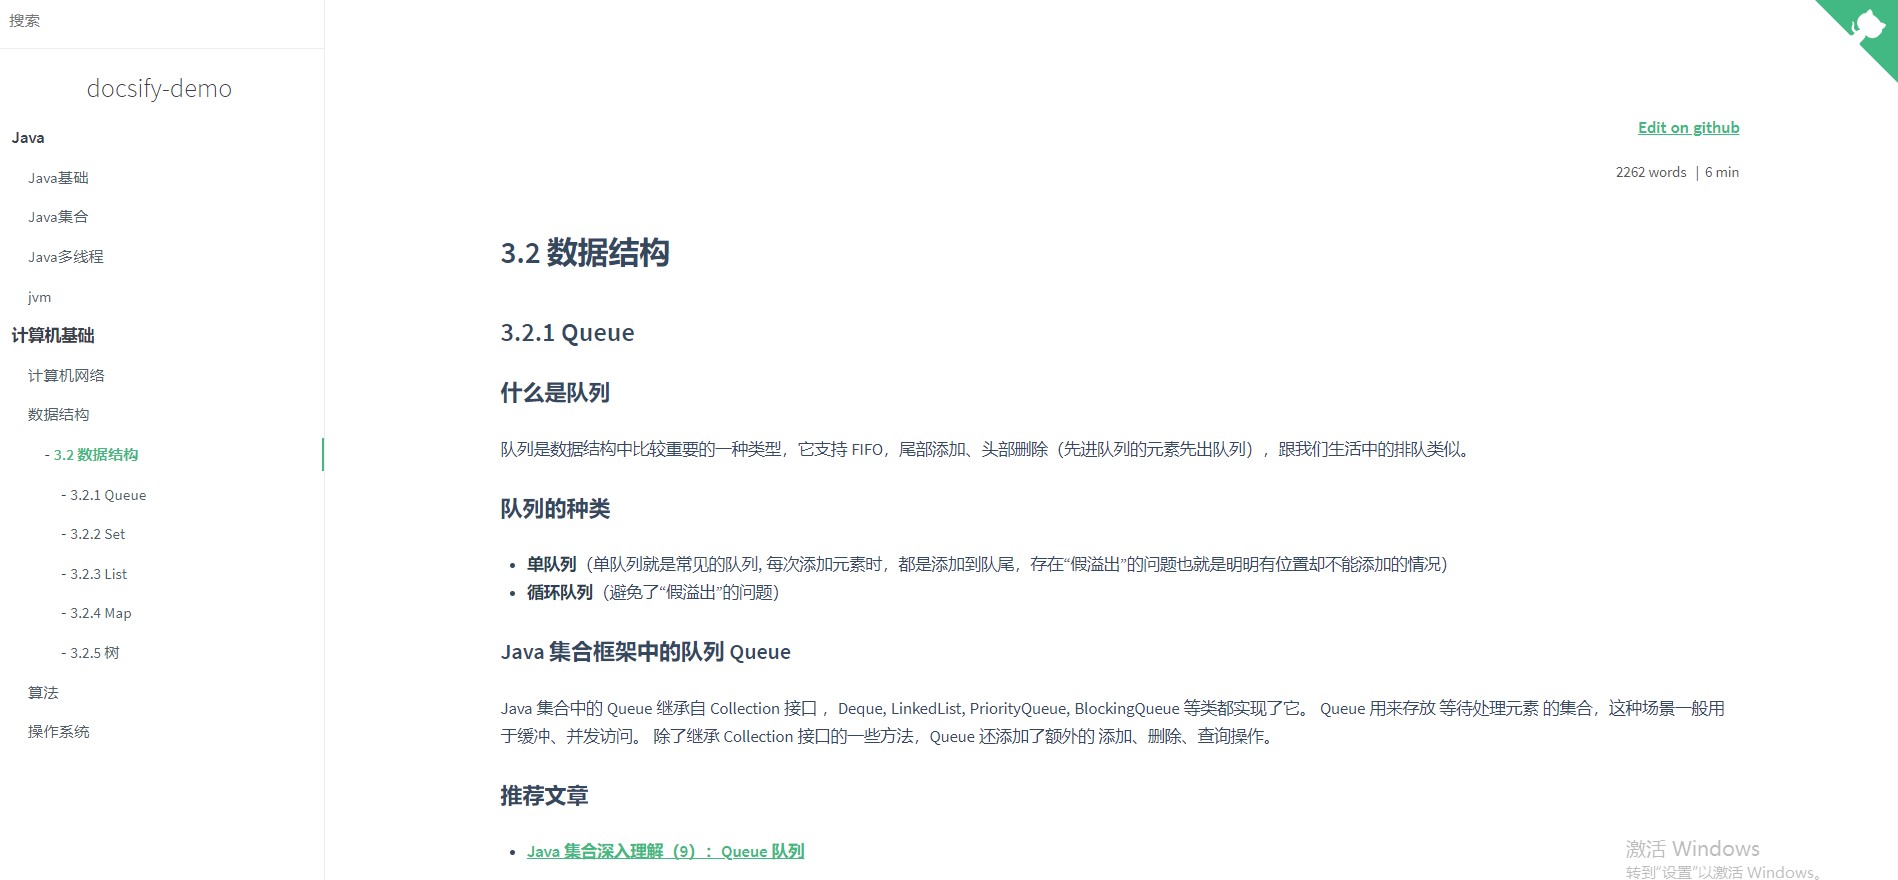 搜索
docsify-demo
Java
Java基础
Java集合
Java多线程
jvm
计算机基础
计算机网络
数据结构
- 3.2 数据结构
- 3.2.1 Queue
- 3.2.2 Set
- 3.2.3 List
- 3.2.4 Map
- 3.2.5 树
算法
操作系统
Edit on github
2262 words | 6 min
3.2 数据结构
3.2.1 Queue
什么是队列
队列是数据结构中比较重要的一种类型，它支持 FIFO，尾部添加、头部删除（先进队列的元素先出队列），跟我们生活中的排队类似。
队列的种类
• 单队列（单队列就是常见的队列, 每次添加元素时，都是添加到队尾，存在“假溢出”的问题也就是明明有位置却不能添加的情况）
• 循环队列（避免了“假溢出”的问题）
Java 集合框架中的队列 Queue
Java 集合中的 Queue 继承自 Collection 接口 ，Deque, LinkedList, PriorityQueue, BlockingQueue 等类都实现了它。 Queue 用来存放 等待处理元素 的集合，这种场景一般用
于缓冲、并发访问。 除了继承 Collection 接口的一些方法，Queue 还添加了额外的 添加、删除、查询操作。
推荐文章
• Java 集合深入理解（9）：Queue 队列
激活 Windows
转到“设置”以激活 Windows。